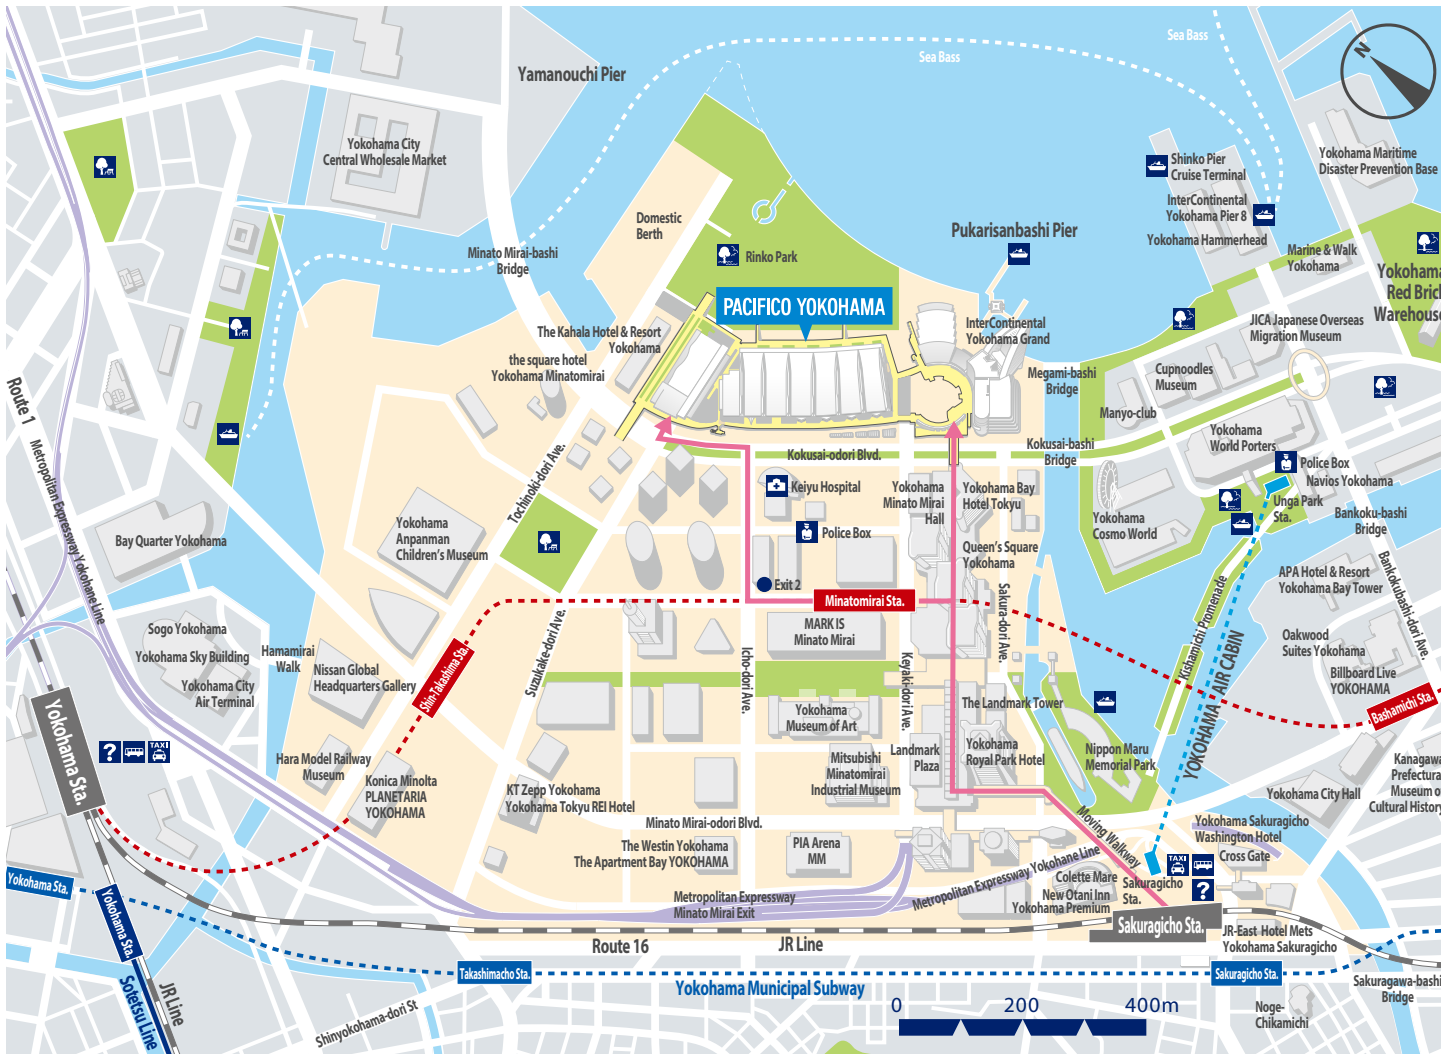 Sea Bass
Sea Bass
N
Yamanouchi Pier
Yokohama City
Central Wholesale Market
Shinko Pier
Cruise Terminal
Yokohama Maritime
Disaster Prevention Base
InterContinental
Yokohama Pier 8
Yokohama Hammerhead
Domestic
Berth
Pukarisanbashi Pier
Minato Mirai-bashi
Bridge
Rinko Park
Marine & Walk
Yokohama
Yokohama
Red Brick
Warehouse
PACIFICO YOKOHAMA
The Kahala Hotel & Resort
Yokohama
InterContinental
Yokohama Grand
JICA Japanese Overseas
Migration Museum
the square hotel
Yokohama Minatomirai
Megami-bashi
Bridge
Cupnoodles
Museum
Manyo-club
Route 1
Metropolitan Expressway Yokohane Line
Yokohama
World Porters
Kokusai-odori Blvd.
Kokusai-bashi
Bridge
Police Box
Navios Yokohama
Tochinoki-dori Ave.
Keiyu Hospital
Yokohama
Minato Mirai
Hall
Yokohama Bay
Hotel Tokyu
Unga Park
Sta.
Bankoku-bashi
Bridge
Yokohama
Cosmo World
Yokohama
Anpanman
Children's Museum
Police Box
Bay Quarter Yokohama
Queen's Square
Yokohama
Bankokubashi-dori Ave.
Exit 2
APA Hotel & Resort
Yokohama Bay Tower
Minatomirai Sta.
Sakura-dori Ave.
Kishamichi Promenade
MARK IS
Minato Mirai
Sogo Yokohama
Yokohama Sky Building
Yokohama City
Air Terminal
Hamamirai
Walk
Nissan Global
Headquarters Gallery
Shin-Takashima Sta.
Suzukake-dori Ave.
Icho-dori Ave.
Keyaki-dori Ave.
Oakwood
Suites Yokohama
Billboard Live
YOKOHAMA
YOKOHAMA AIR CABIN
Bashamichi Sta.
The Landmark Tower
Yokohama
Museum of Art
Yokohama Sta.
?
TAXI
Hara Model Railway
Museum
Konica Minolta
PLANETARIA
YOKOHAMA
Landmark
Plaza
Yokohama
Royal Park Hotel
Nippon Maru
Memorial Park
Mitsubishi
Minatomirai
Industrial Museum
Kanagawa
Prefectura
Museum o
Cultural History
KT Zepp Yokohama
Yokohama Tokyu REI Hotel
Yokohama City Hall
Minato Mirai-odori Blvd.
Moving Walkway
Yokohama Sakuragicho
Washington Hotel
The Westin Yokohama
The Apartment Bay YOKOHAMA
PIA Arena
MM
Cross Gate
TAXI
?
Metropolitan Expressway Yokohane Line
Colette Mare
New Otani Inn
Yokohama Premium
Sakuragicho
Sta.
Yokohama Sta.
Yokohama Sta.
Metropolitan Expressway
Minato Mirai Exit
Sakuragicho Sta.
JR-East Hotel Mets
Yokohama Sakuragicho
Route 16
JR Line
Takashimacho Sta.
Sakuragicho Sta.
Yokohama Municipal Subway
Sakuragawa-bashi
Bridge
Sotetsu Line
JR Line
Shinyokohama-dori St
0 200 400m
Noge-
Chikamichi